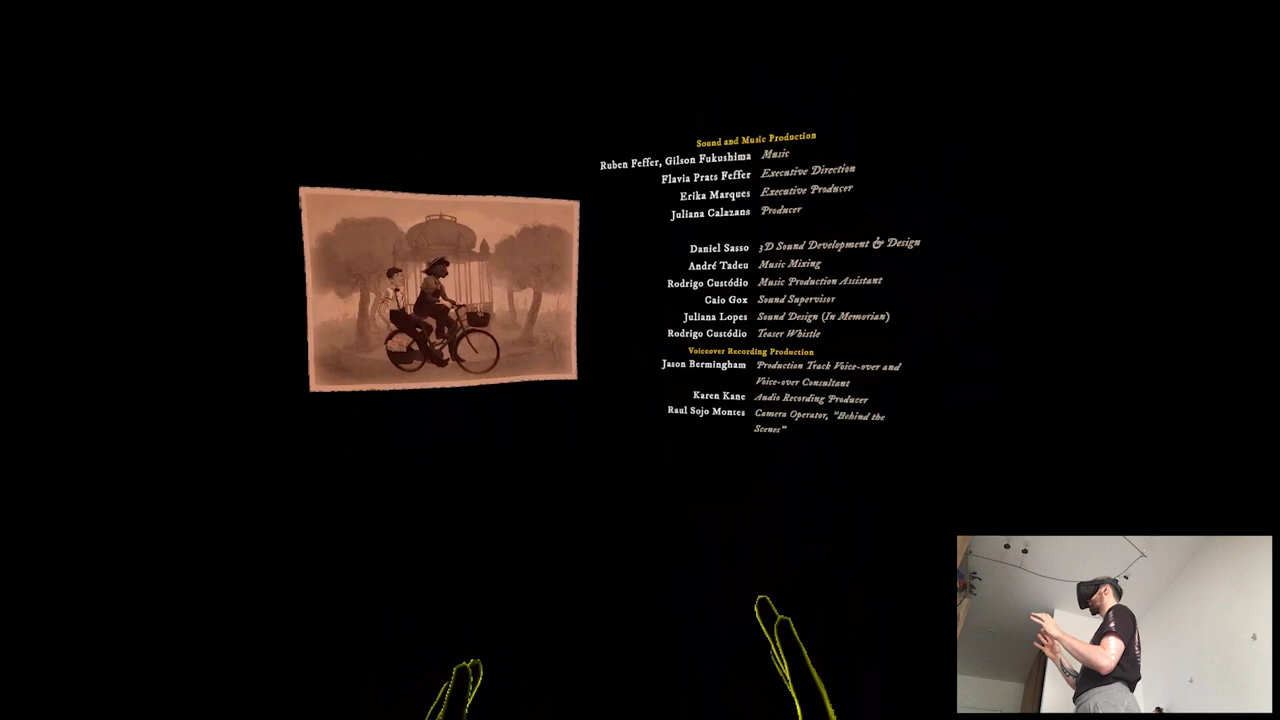 Sound and Music Production
Ruben Feffer, Gilson Fukushima Music
Flavia Prats Feffer Executive Direction
Erika Marques Executive Producer
Juliana Calazans Producer
Daniel Sasso 3D Sound Development & Design
André Tadeu Music Mixing
Rodrigo Custódio Music Production Assistant
Caio Gox Sound Supervisor
Juliana Lopes Sound Design (In Memorian)
Rodrigo Custódio Teaser Whistle
Voiceover Recording Production
Jason Bermingham Production Track Voice-over and
Voice-over Consultant
Karen Kane Audio Recording Producer
Raul Sojo Montes Camera Operator, "Behind the
Scenes"